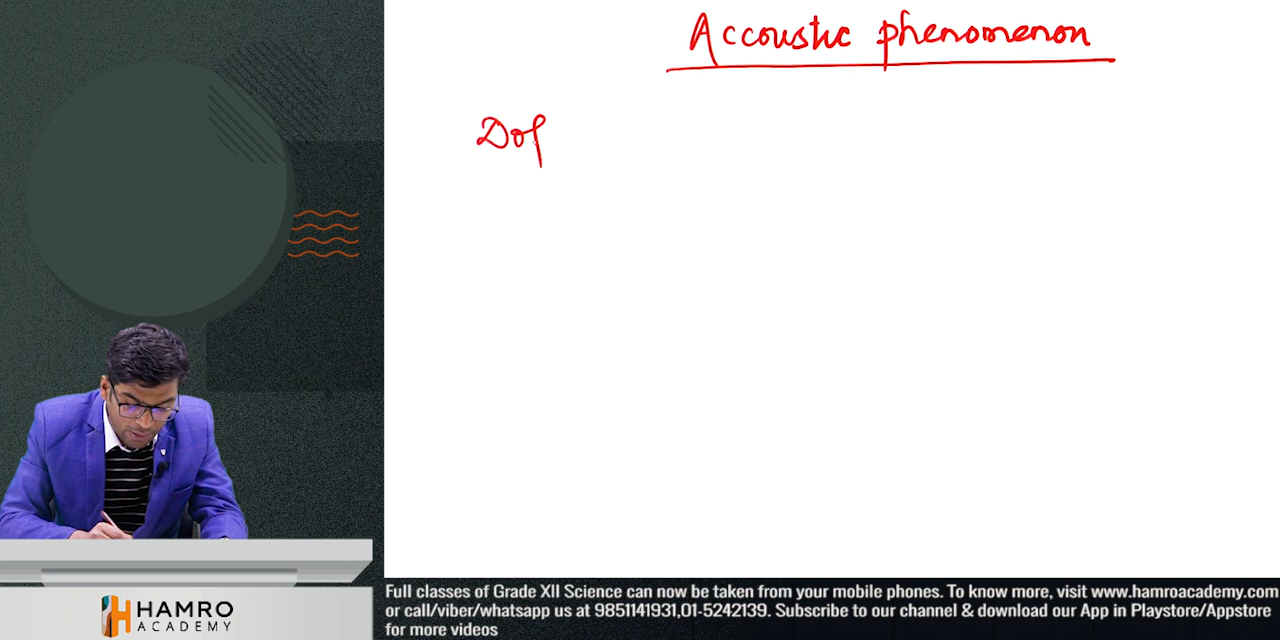 Accoustic phenomenon
Dop
HAMRO
ACADEMY
Full classes of Grade XII Science can now be taken from your mobile phones. To know more, visit www.hamroacademy.com
or call/viber/whatsapp us at 9851141931,01-5242139. Subscribe to our channel & download our App in Playstore/Appstore
for more videos